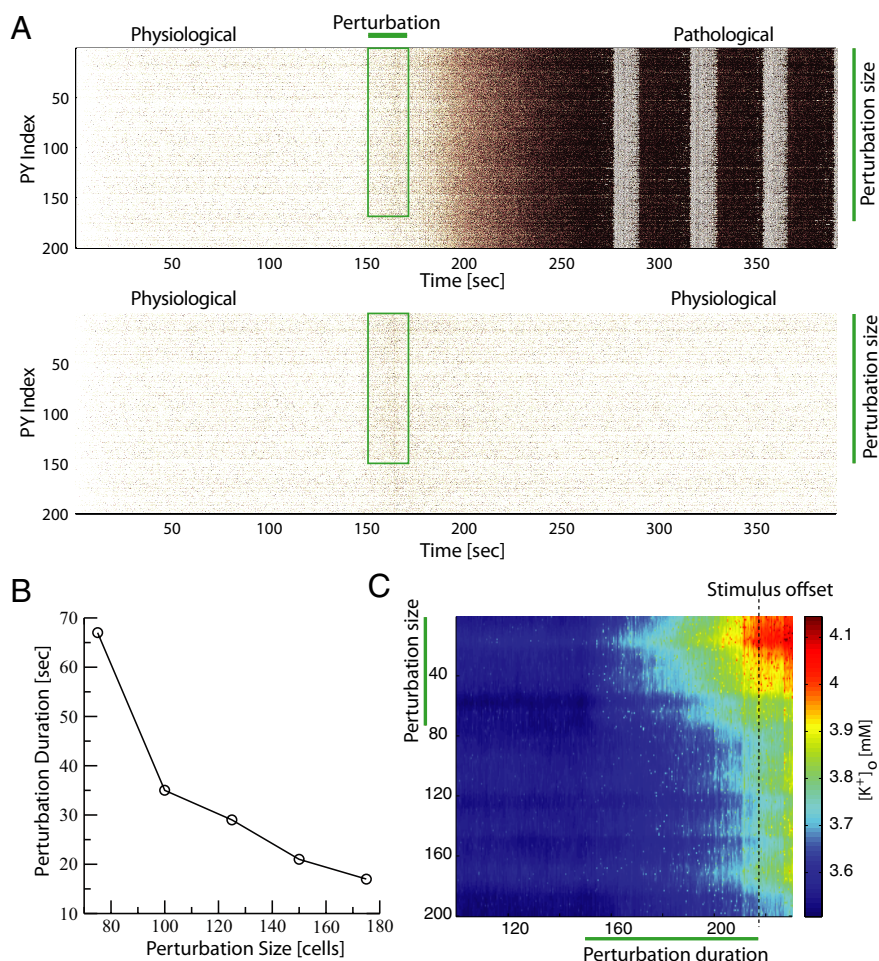 A
Perturbation
Physiological
Pathological
PY Index
50
100
150
200
50 100 150 200 250 300 350
Time [sec]
Perturbation size
Physiological
Physiological
PY Index
50
100
150
200
50 100 150 200 250 300 350
Time [sec]
Perturbation size
B
Perturbation Duration [sec]
70
60
50
40
30
20
10
80 100 120 140 160 180
Perturbation Size [cells]
C
Stimulus offset
Perturbation size
40
80
120
160
200
120 160 200
Perturbation duration
4.1
4
3.9
3.8
3.7
3.6
[K+]o [mM]